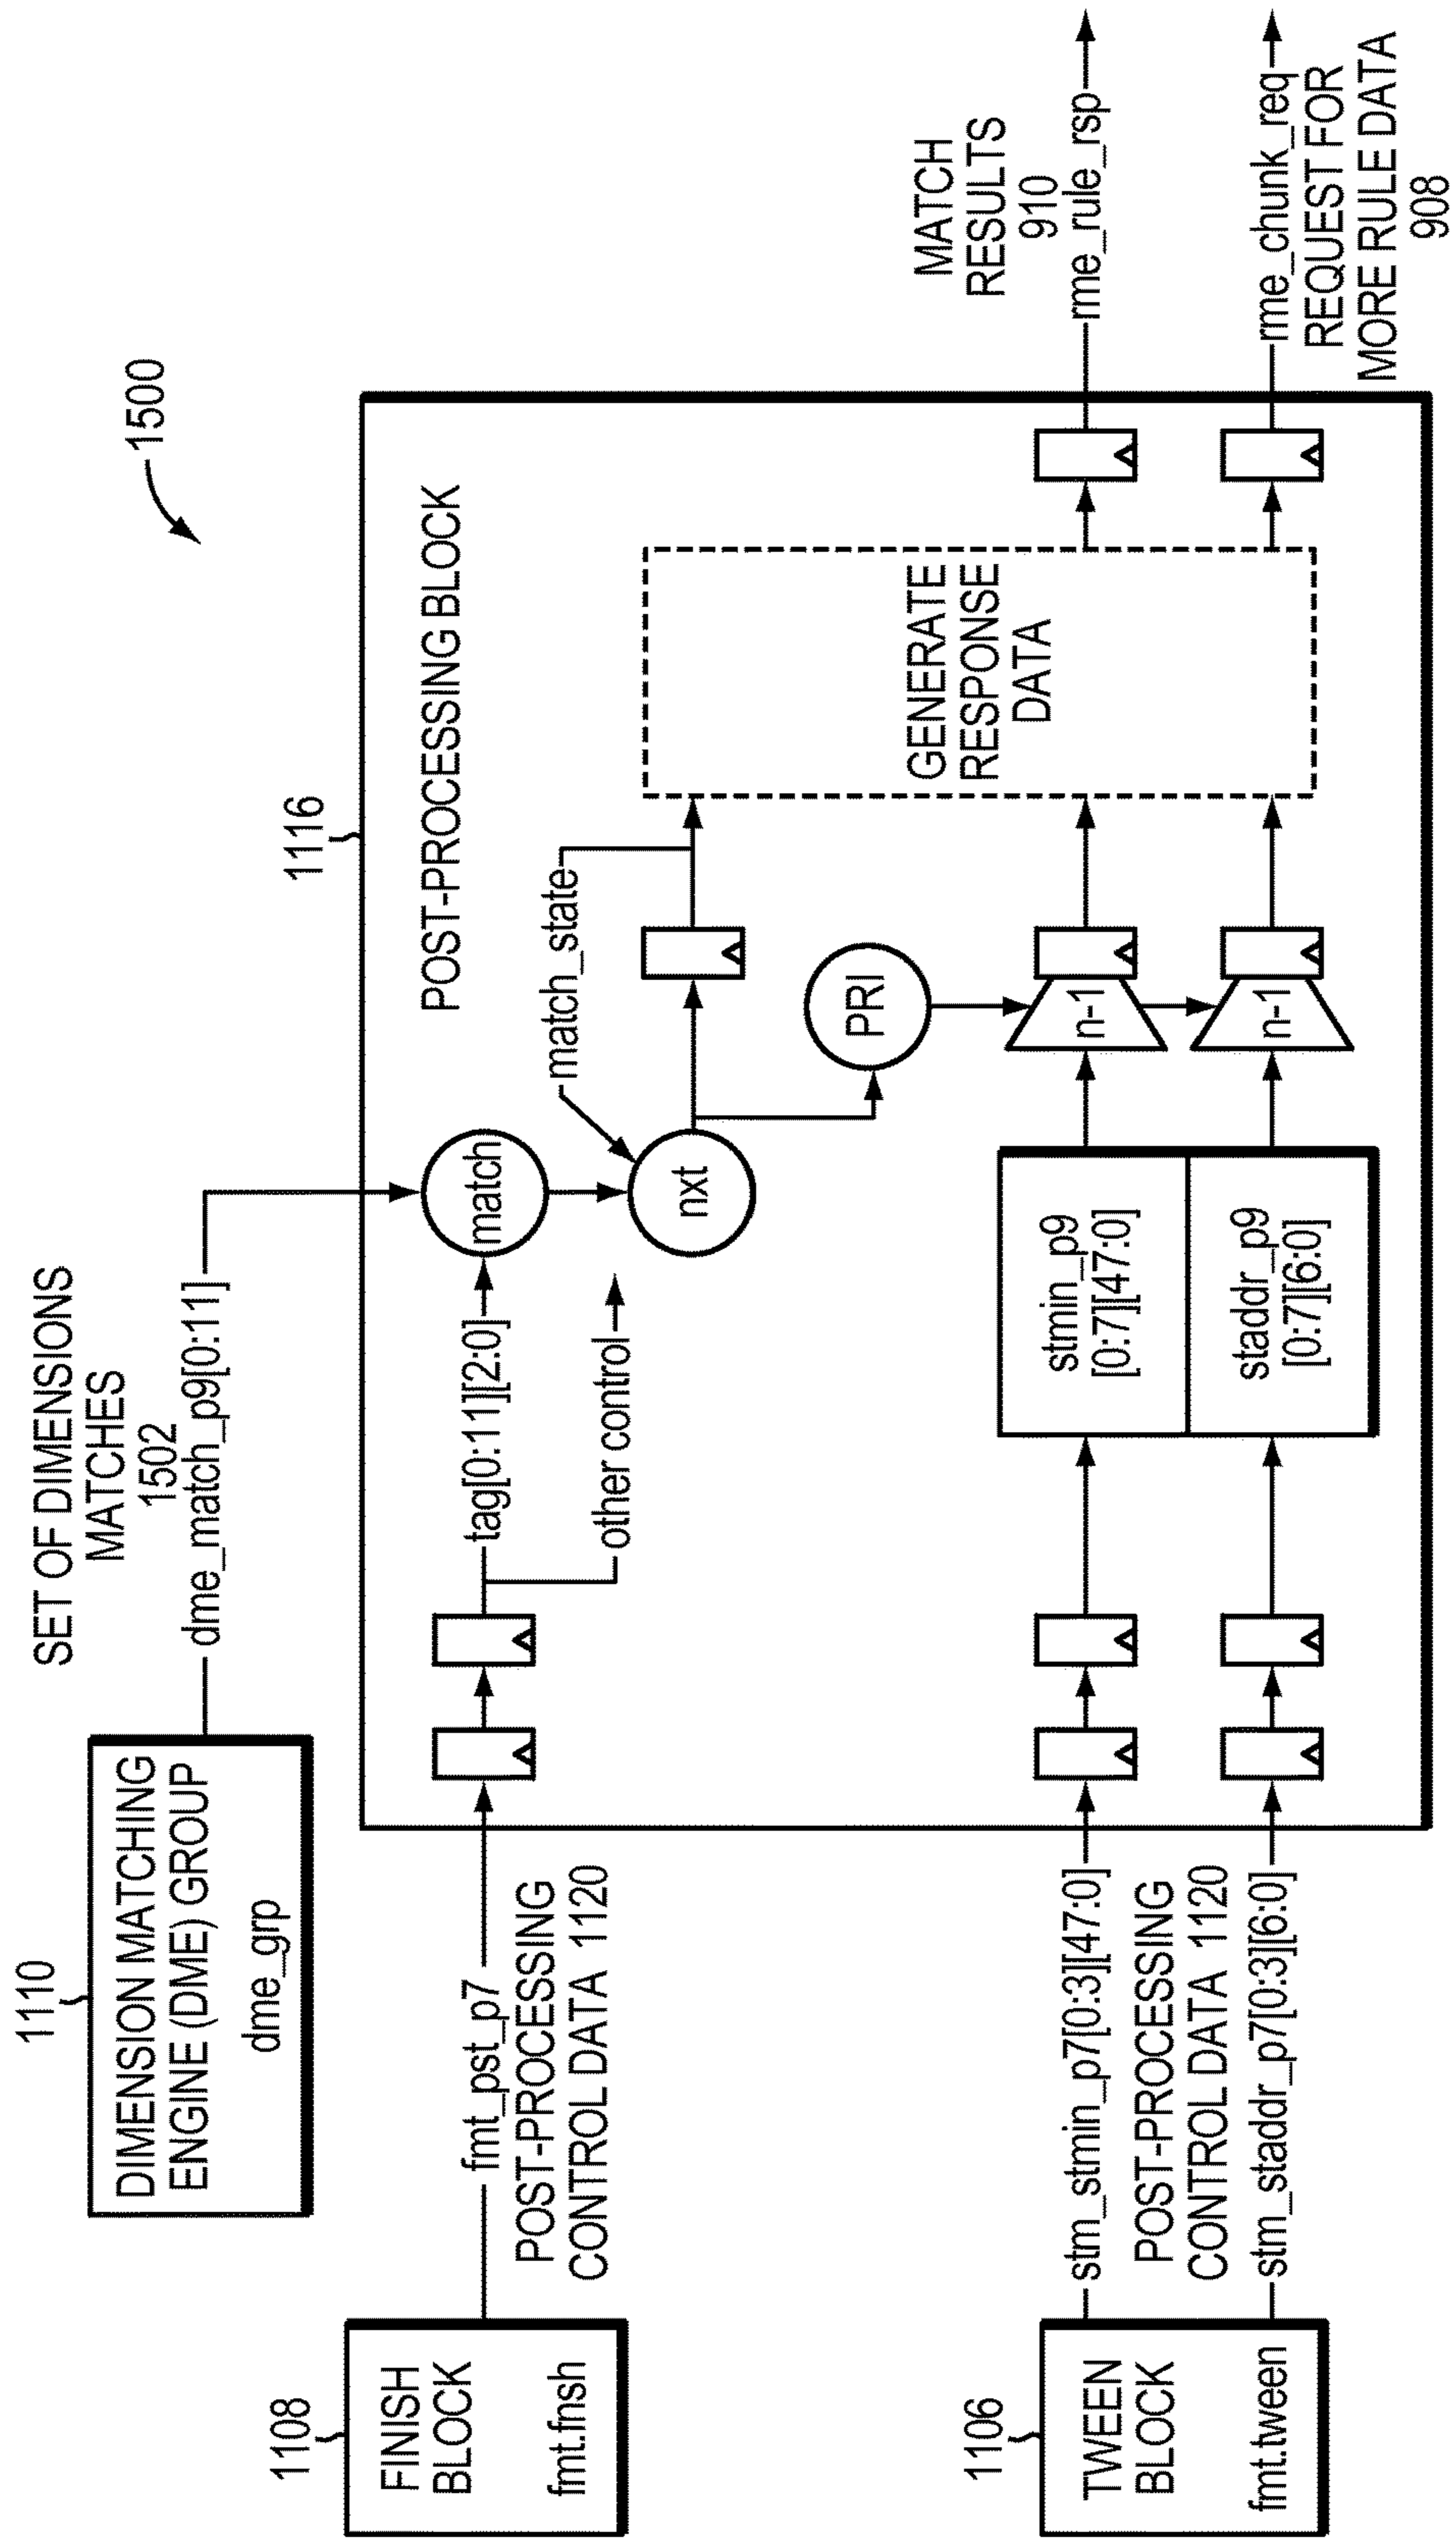 1500
SET OF DIMENSIONS
MATCHES
1502
dme_match_p9[0:11]
1110
DIMENSION MATCHING
ENGINE (DME) GROUP
dme_grp
1116
POST-PROCESSING BLOCK
1108
FINISH
BLOCK
fmt.fnsh
fmt_pst_p7
POST-PROCESSING
CONTROL DATA 1120
tag[0:11][2:0]
other control
match
nxt
match_state
PRI
GENERATE
RESPONSE
DATA
MATCH
RESULTS
910
rme_rule_rsp
1106
TWEEN
BLOCK
fmt.tween
stm_stmin_p7[0:3][47:0]
POST-PROCESSING
CONTROL DATA 1120
stm_staddr_p7[0:3][6:0]
stmin_p9
[0:7][47:0]
staddr_p9
[0:7][6:0]
n-1
n-1
rme_chunk_req
REQUEST FOR
MORE RULE DATA
908